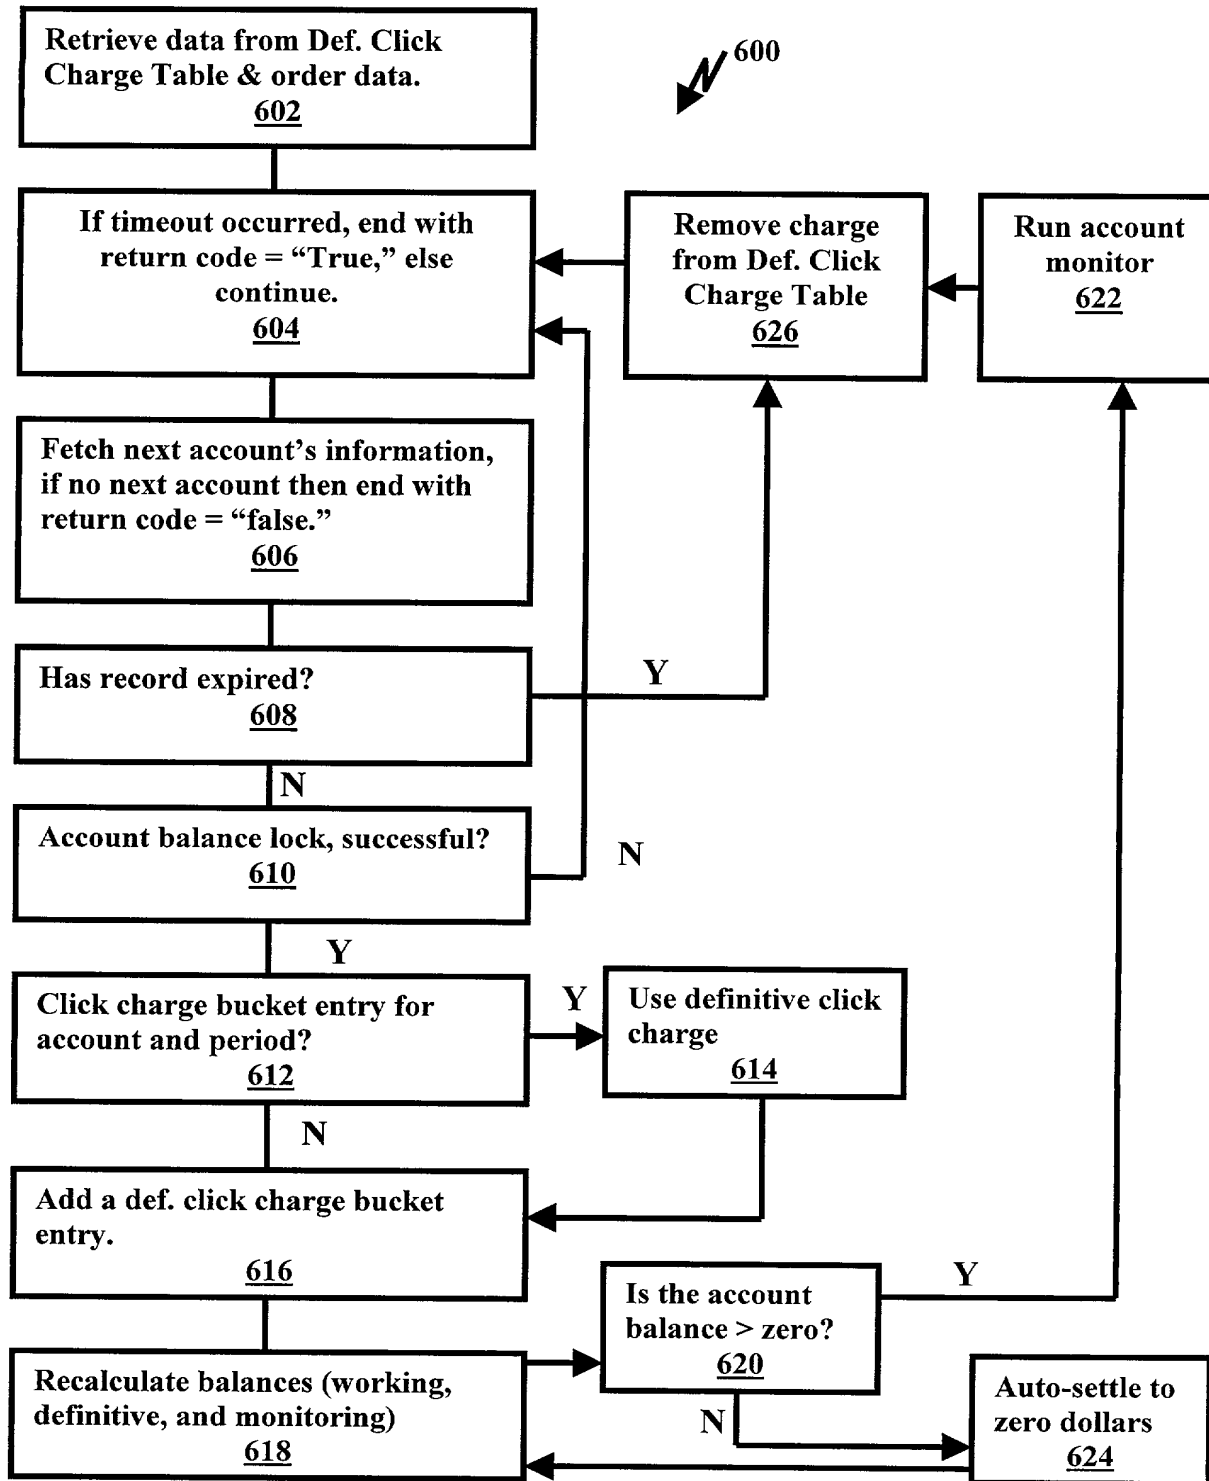 Retrieve data from Def. Click
Charge Table & order data.
602
600
If timeout occurred, end with
return code = “True,” else
continue.
604
Remove charge
from Def. Click
Charge Table
626
Run account
monitor
622
Fetch next account’s information,
if no next account then end with
return code = “false.”
606
Has record expired?
608
Y
N
Account balance lock, successful?
610
N
Y
Click charge bucket entry for
account and period?
612
Y
Use definitive click
charge
614
N
Add a def. click charge bucket
entry.
616
Is the account
balance > zero?
620
Y
N
Recalculate balances (working,
definitive, and monitoring)
618
Auto-settle to
zero dollars
624